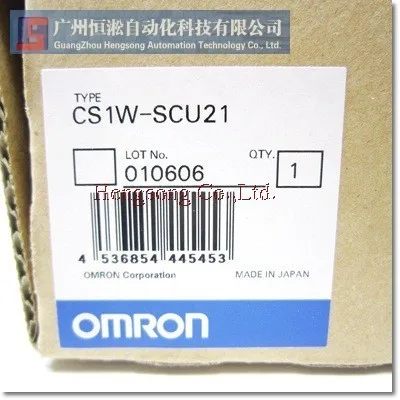 广州恒淞自动化科技有限公司
GuangZhou Hengsong Automation Technology Co.,Ltd
TYPE
CS1W-SCU21
LOT No.
QTY.
010606
1
Hengsong Co.,Ltd.
4 536854 445453
OMRON Corporation
MADE IN JAPAN
OMRON